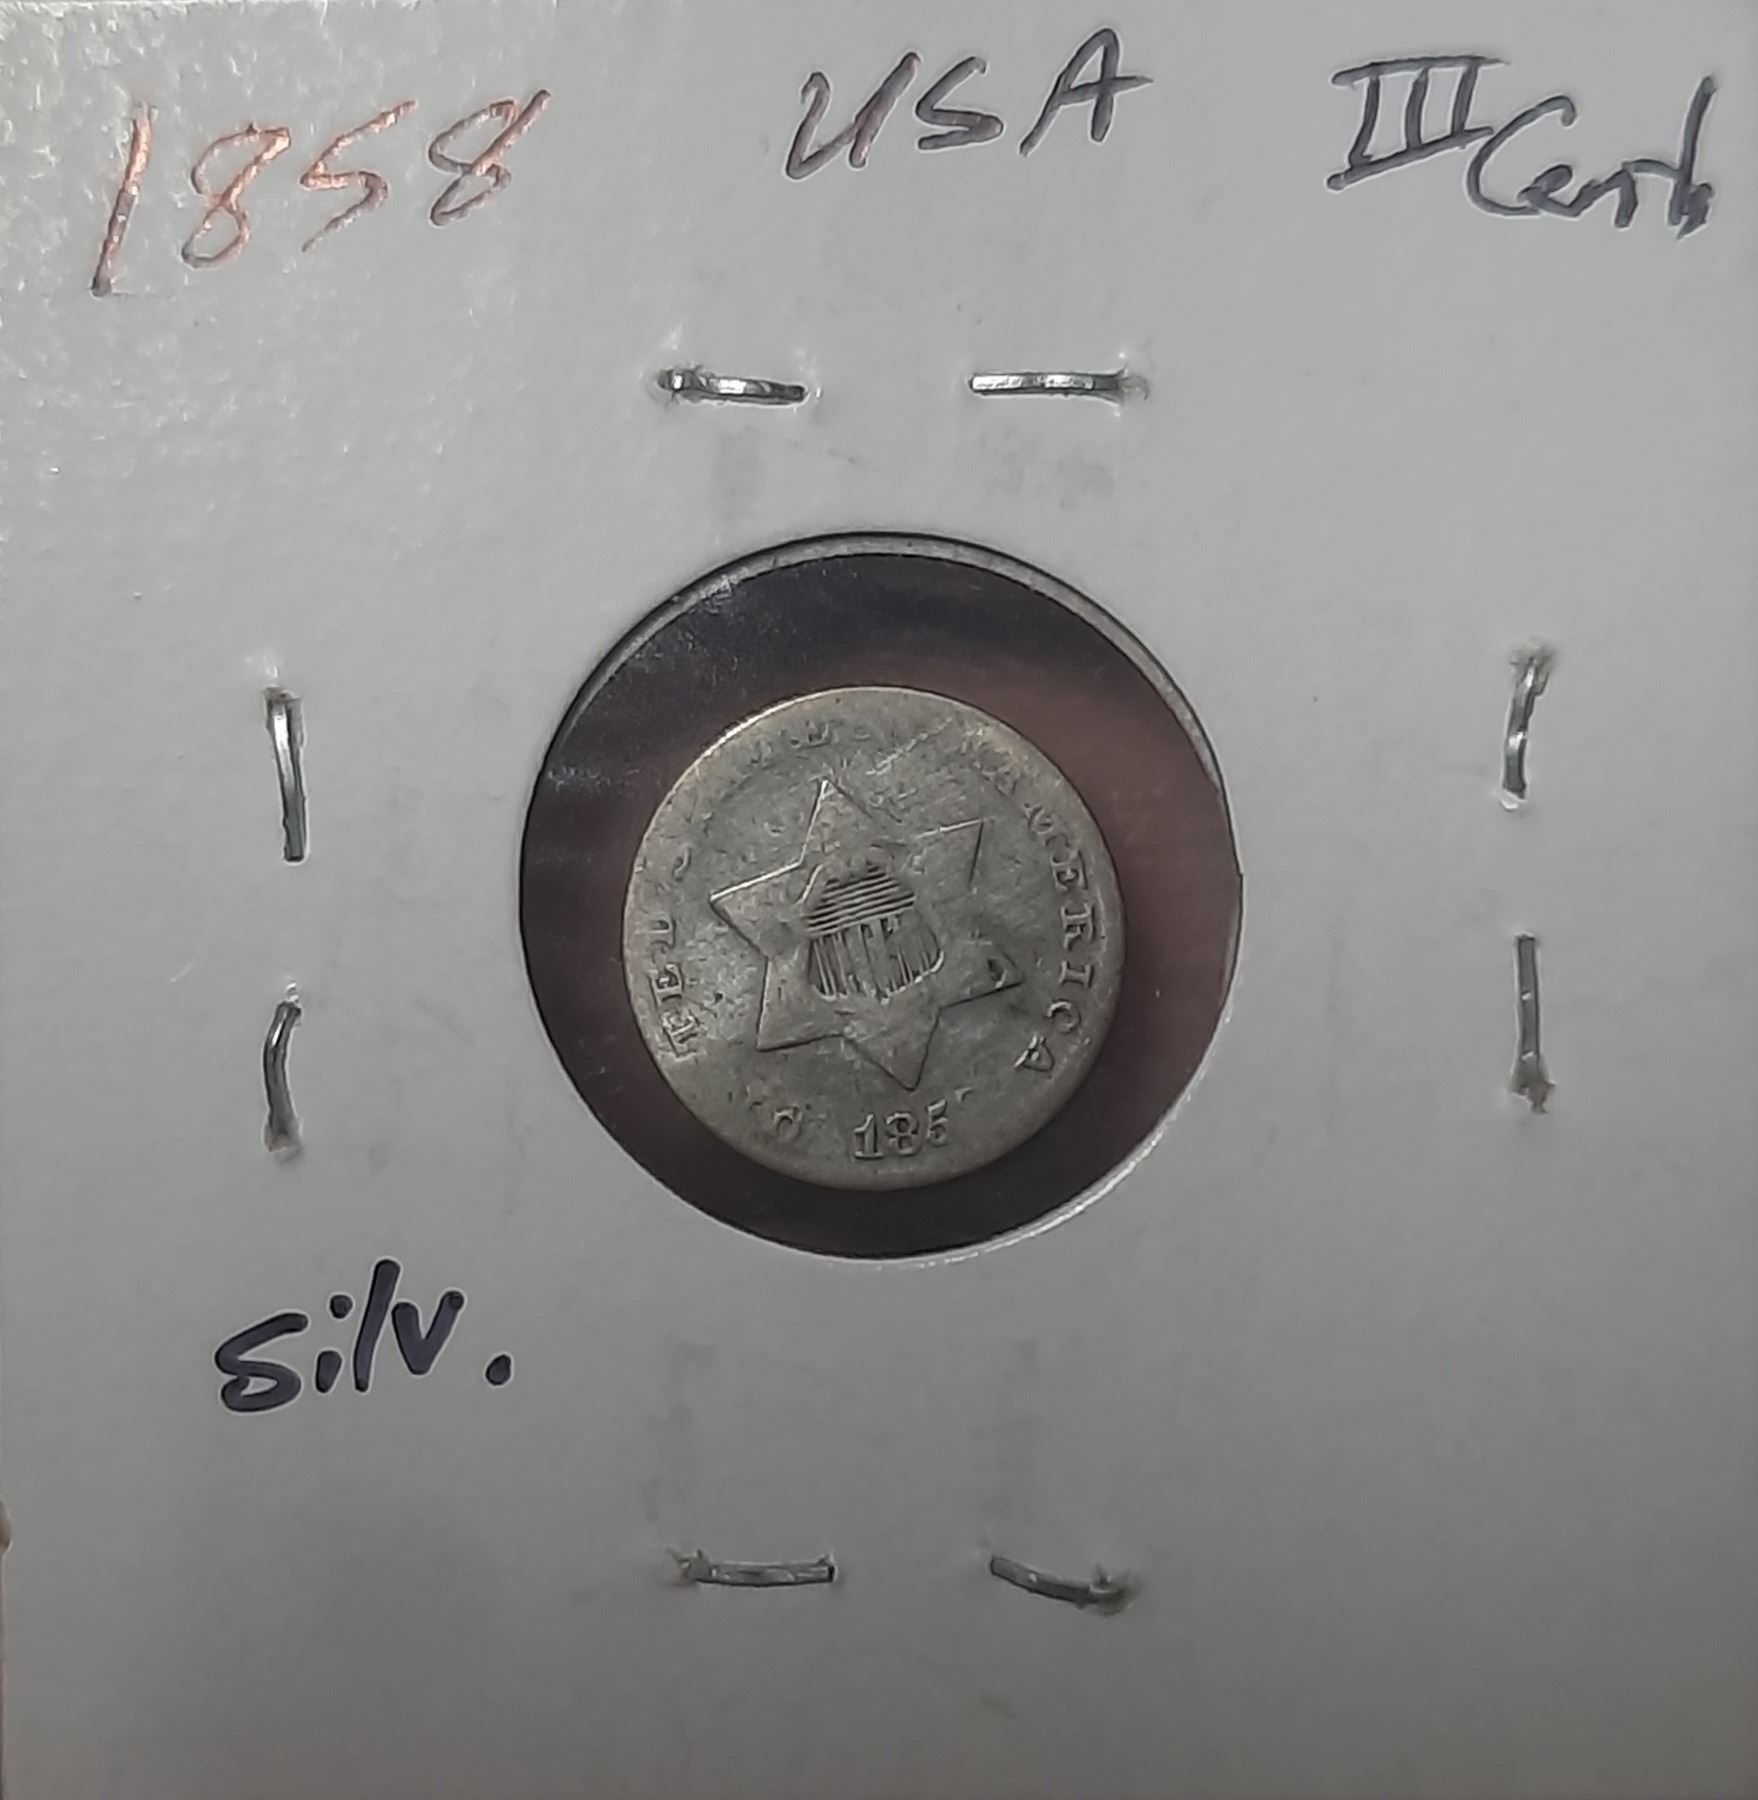 1858 USA III Cents
AMERICA
185
Silv.